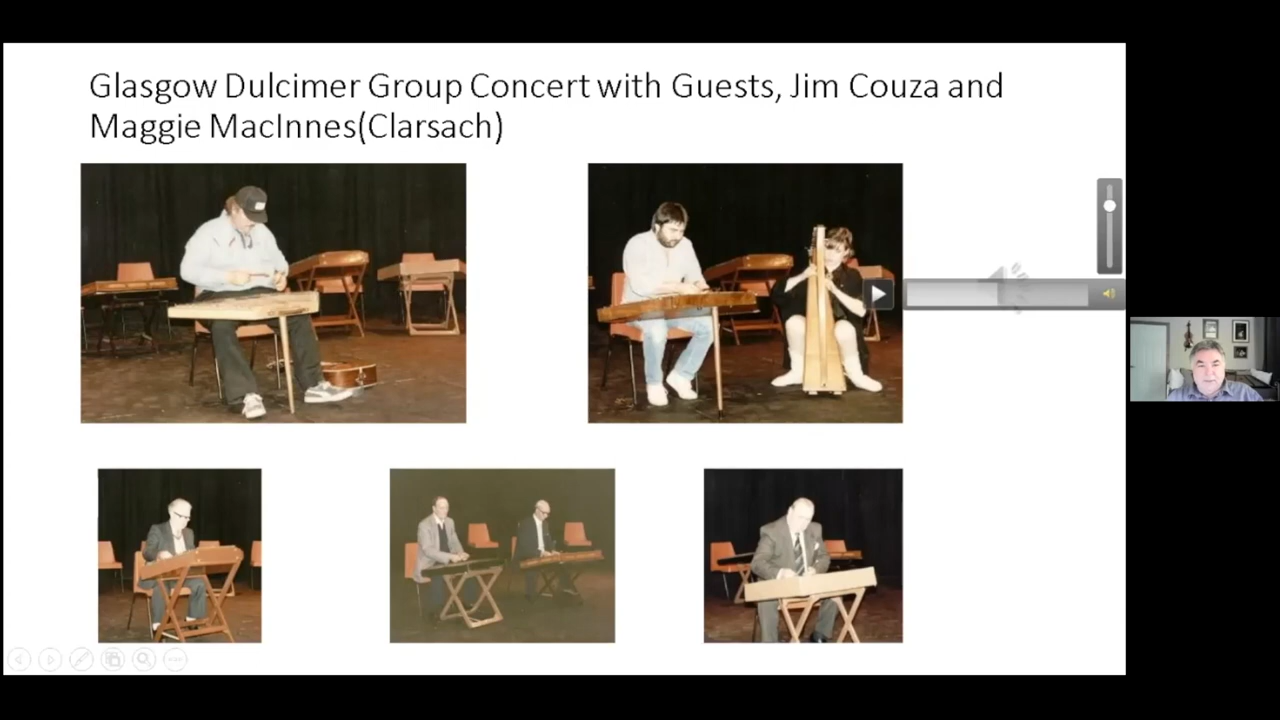 Glasgow Dulcimer Group Concert with Guests, Jim Couza and
Maggie MacInnes(Clarsach)